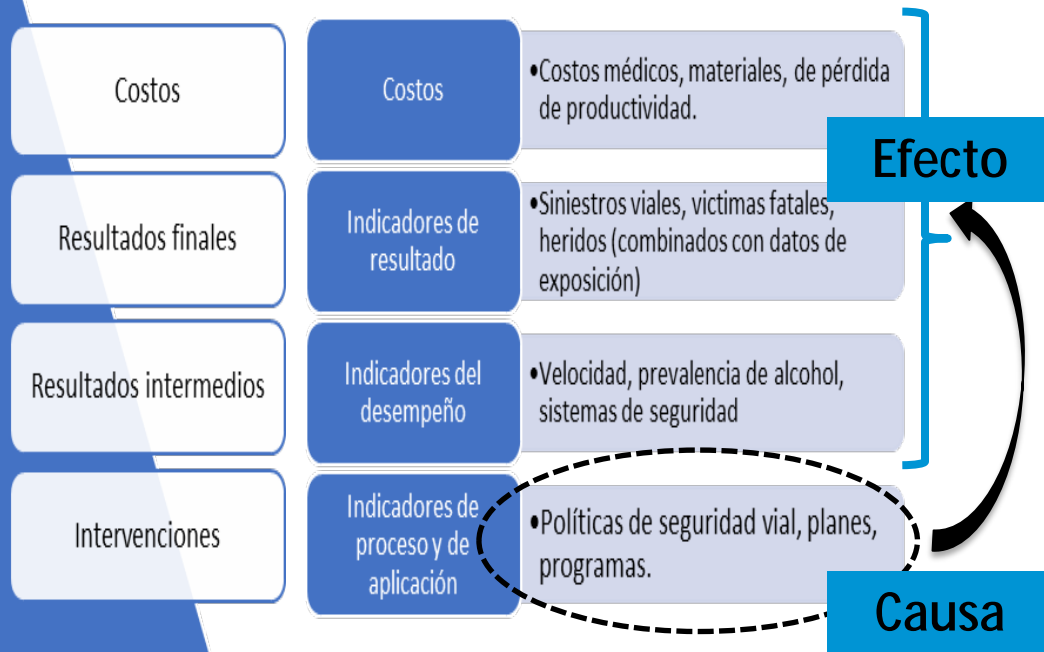 Costos
Costos
•Costos médicos, materiales, de pérdida
de productividad.
Efecto
Resultados finales
Indicadores de
resultado
•Siniestros viales, victimas fatales,
heridos (combinados con datos de
exposición)
Resultados intermedios
Indicadores del
desempeño
•Velocidad, prevalencia de alcohol,
sistemas de seguridad
Intervenciones
Indicadores de
proceso y de
aplicación
•Políticas de seguridad vial, planes,
programas.
Causa